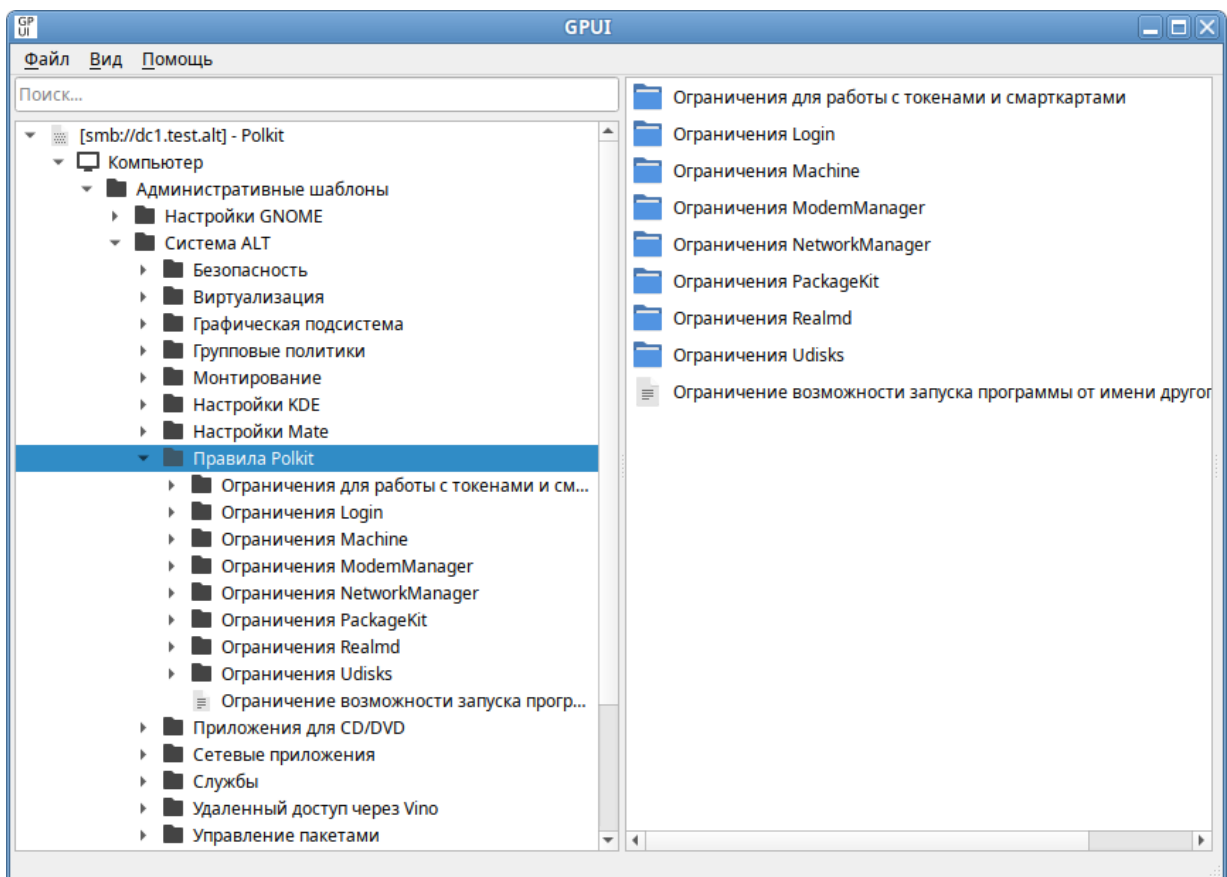 GP
UI
GPUI
Файл Вид Помощь
Поиск...
[smb://dc1.test.alt] - Polkit
Компьютер
Административные шаблоны
Настройки GNOME
Система ALT
Безопасность
Виртуализация
Графическая подсистема
Групповые политики
Монтирование
Настройки KDE
Настройки Mate
Правила Polkit
Ограничения для работы с токенами и см...
Ограничения Login
Ограничения Machine
Ограничения ModemManager
Ограничения NetworkManager
Ограничения PackageKit
Ограничения Realmd
Ограничения Udisks
Ограничение возможности запуска прогр...
Приложения для CD/DVD
Сетевые приложения
Службы
Удаленный доступ через Vino
Управление пакетами
Ограничения для работы с токенами и смарткартами
Ограничения Login
Ограничения Machine
Ограничения ModemManager
Ограничения NetworkManager
Ограничения PackageKit
Ограничения Realmd
Ограничения Udisks
Ограничение возможности запуска программы от имени другог